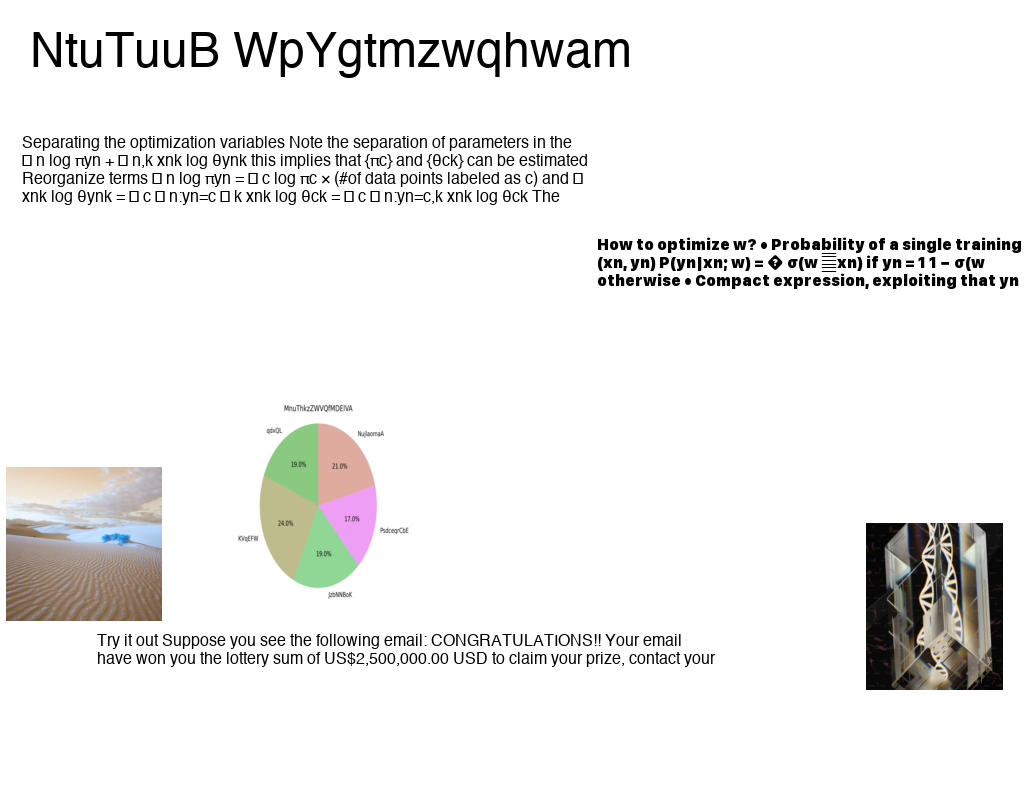 NtuTuuB WpYgtmzwqhwam
Separating the optimization variables Note the separation of parameters in the
□ n log πyn + □ n,k xnk log θynk this implies that {πc} and {θck} can be estimated
Reorganize terms □ n log πyn = □ c log πc × (#of data points labeled as c) and □
xnk log θynk = □ c □ n:yn=c □ k xnk log θck = □ c □ n:yn=c,k xnk log θck The
How to optimize w? • Probability of a single training
(xn, yn) P(yn|xn; w) = � σ(w xn) if yn = 1 1 − σ(w
otherwise • Compact expression, exploiting that yn
MnuThkzZWVQfMDEIVA
qdxQL
NujlaomaA
19.0%
21.0%
24.0%
17.0%
KVqEFW
PsdceqrCbE
19.0%
JzbNNBoK
Try it out Suppose you see the following email: CONGRATULATIONS!! Your email
have won you the lottery sum of US$2,500,000.00 USD to claim your prize, contact your